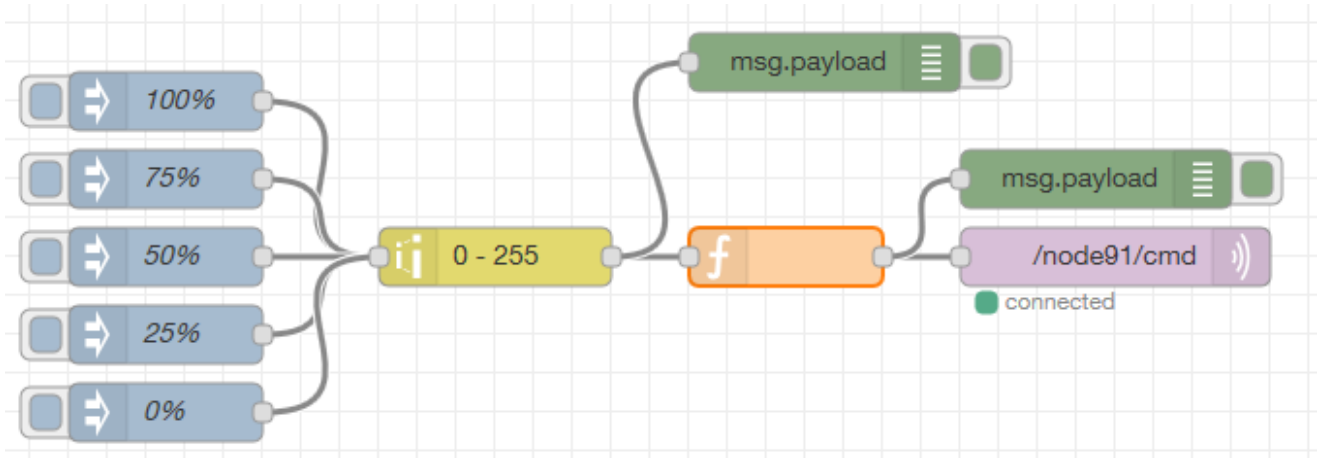 msg.payload
100%
75%
msg.payload
50%
0 - 255
/node91/cmd
connected
25%
0%